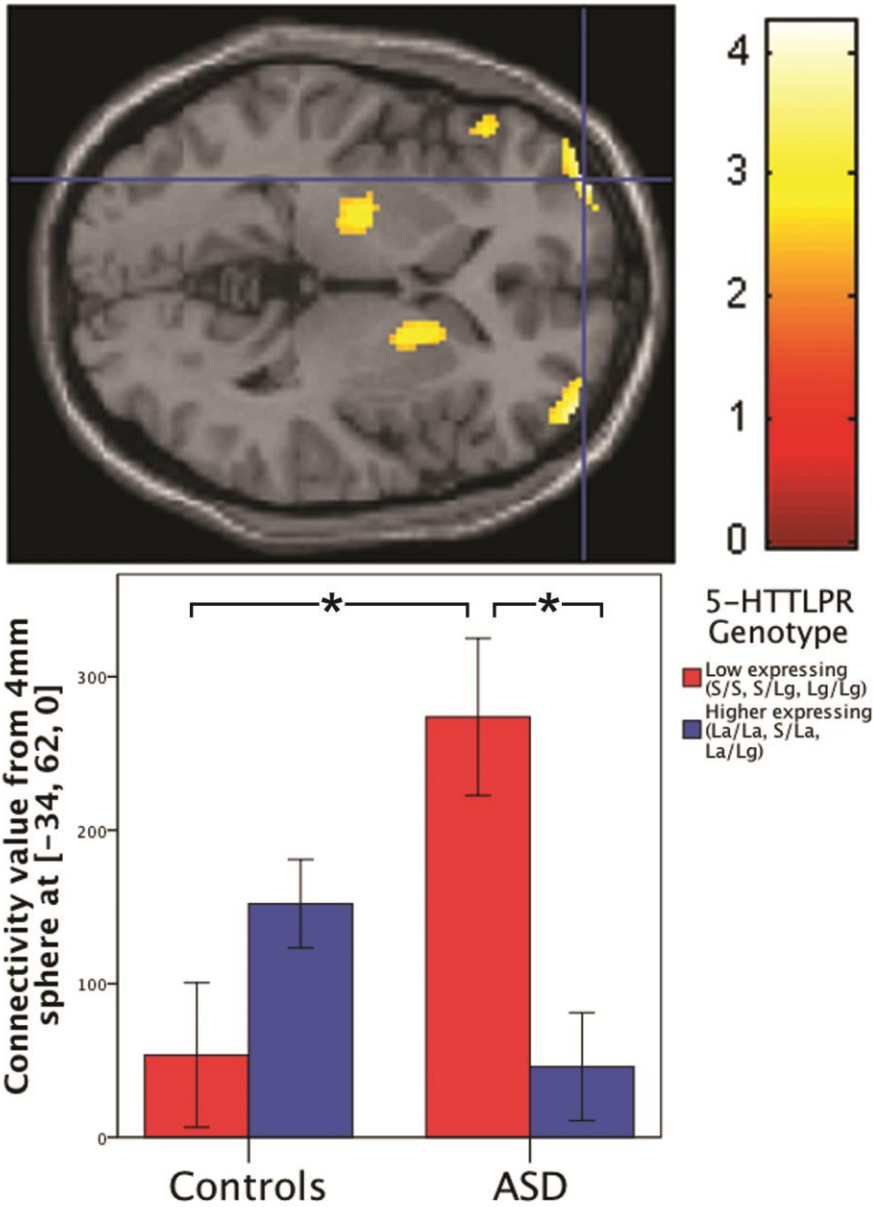 4
3
2
1
0
5-HTTLPR
Genotype
Low expressing
(S/S, S/Lg, Lg/Lg)
Higher expressing
(La/La, S/La,
La/Lg)
Connectivity value from 4mm
sphere at [-34, 62, 0]
300
200
100
0
*
*
Controls
ASD